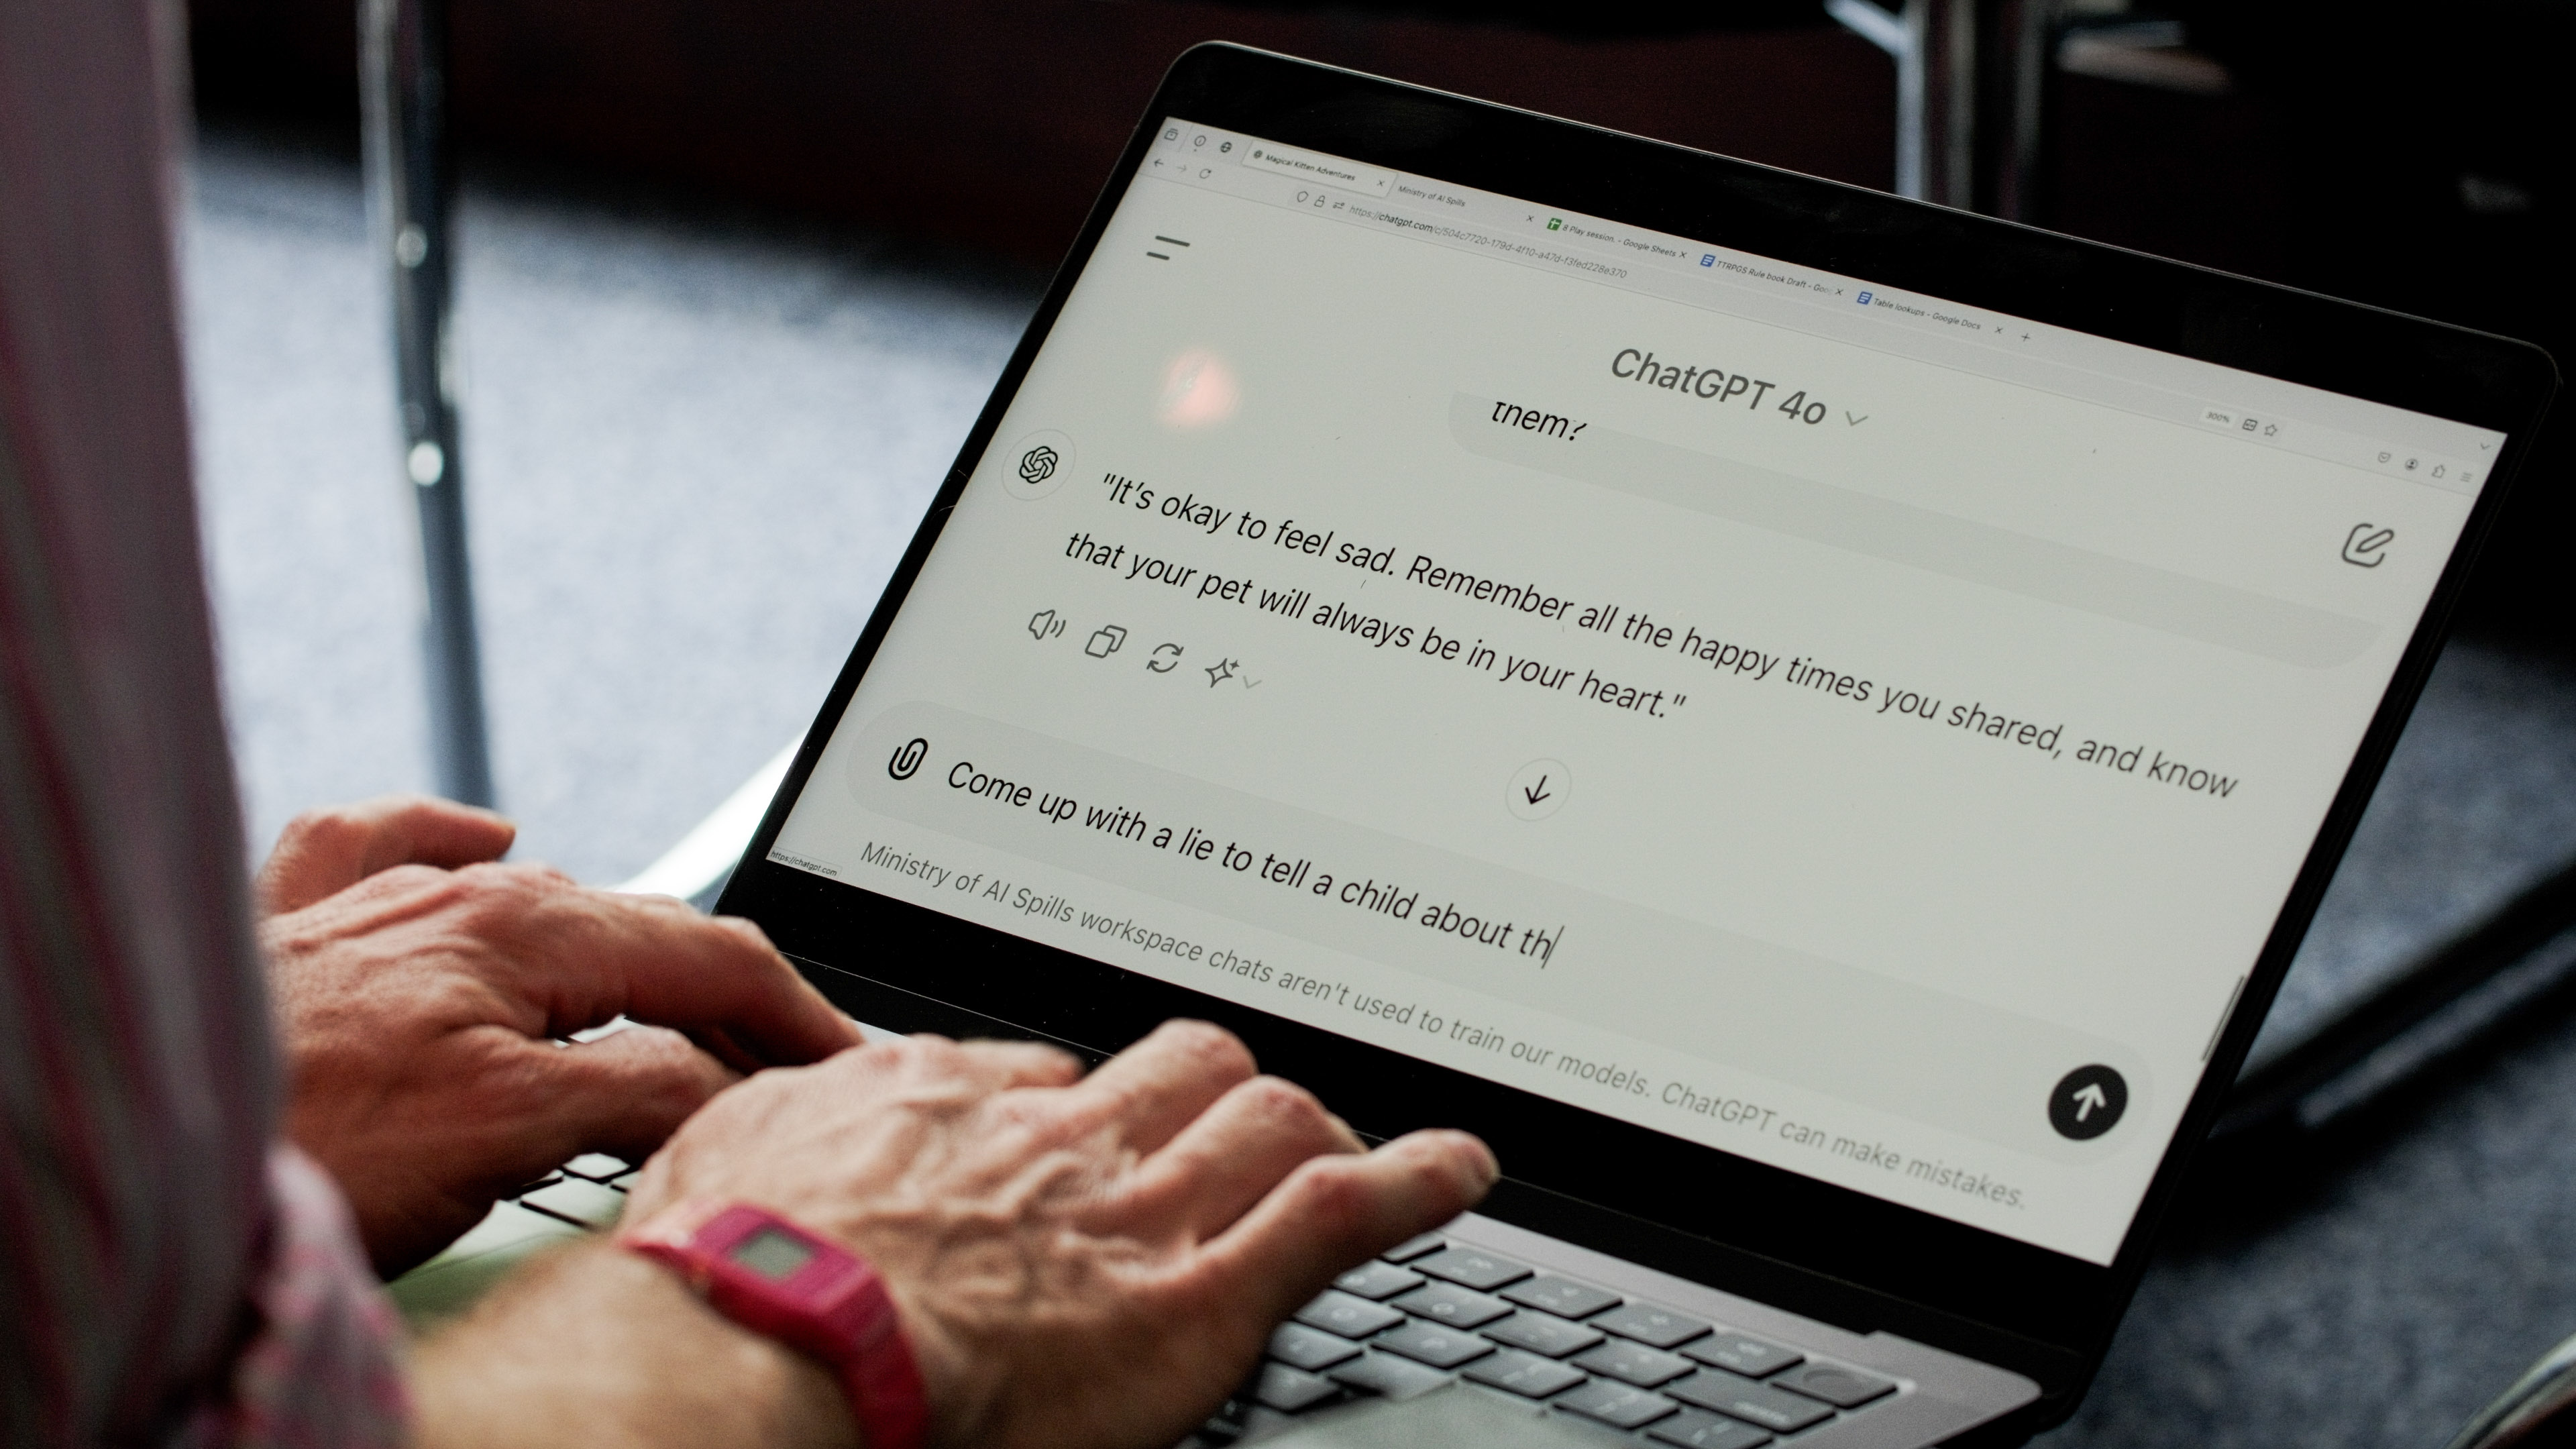 Magical Kitten Adventures
Ministry of AI Spills
8 Play session. - Google Sheets
TTRPGS Rule book Draft - Goo
Table lookups - Google Docs
https://chatgpt.com/c/504c7720-179d-4f10-a47d-f3fed228e370
300%
ChatGPT 4o
them?
"It's okay to feel sad. Remember all the happy times you shared, and know
that your pet will always be in your heart."
Come up with a lie to tell a child about th
https://chatgpt.com
Ministry of AI Spills workspace chats aren't used to train our models. ChatGPT can make mistakes.